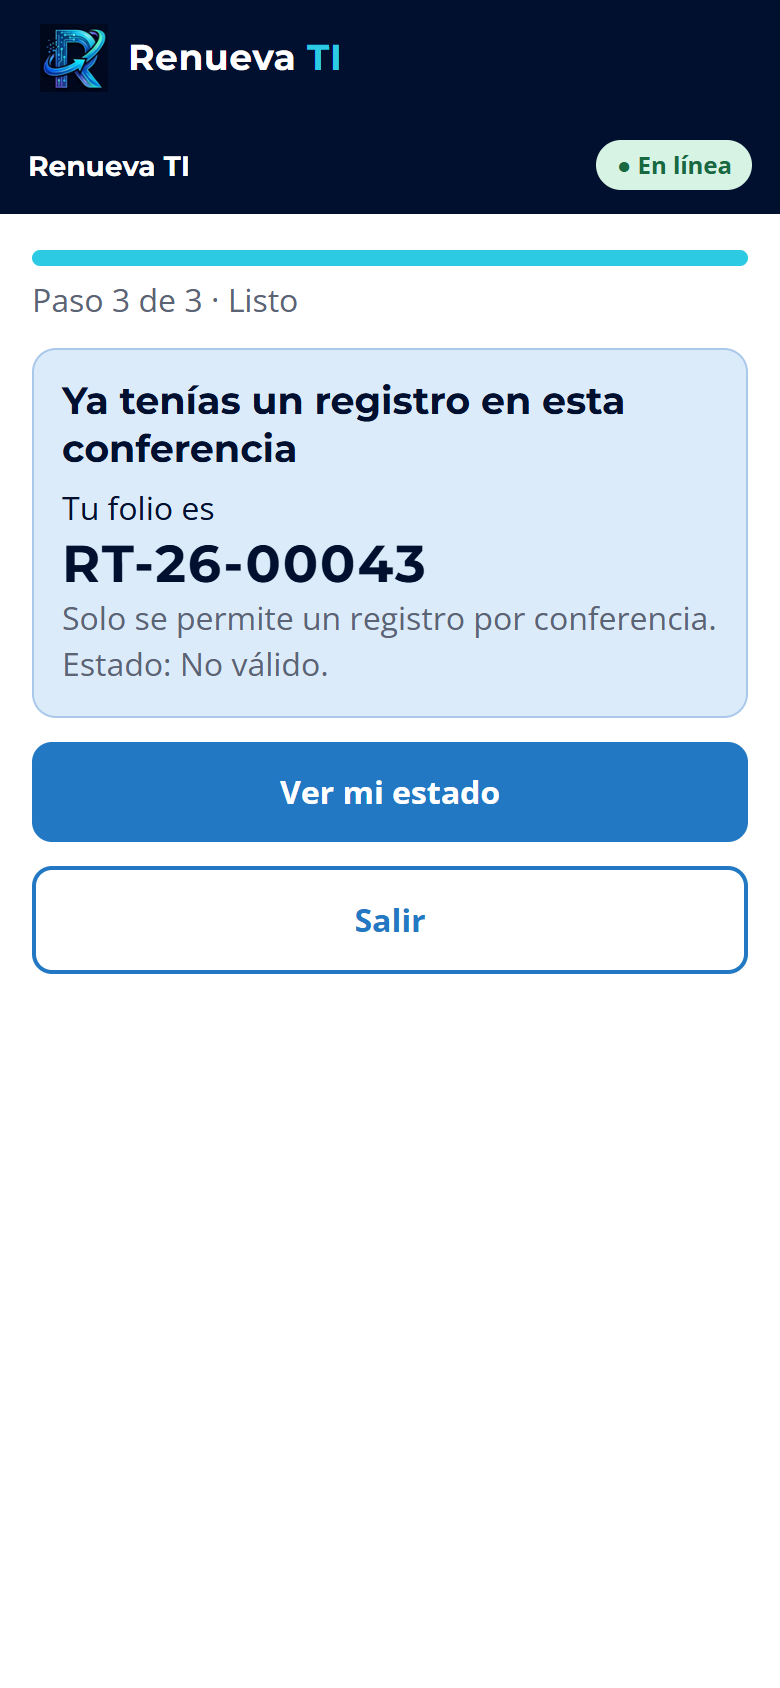 Renueva TI
Renueva TI
● En línea
Paso 3 de 3 · Listo
Ya tenías un registro en esta
conferencia
Tu folio es
RT-26-00043
Solo se permite un registro por conferencia.
Estado: No válido.
Ver mi estado
Salir